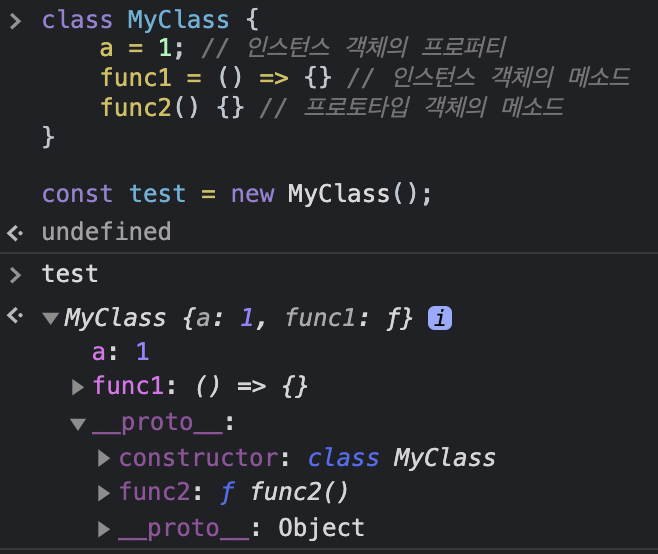 class MyClass {
a = 1; // 인스턴스 객체의 프로퍼티
func1 = () => {} // 인스턴스 객체의 메소드
func2() {} // 프로토타입 객체의 메소드
}
const test = new MyClass();
undefined
test
MyClass {a: 1, func1: ƒ} i
a: 1
func1: () => {}
__proto__:
constructor: class MyClass
func2: ƒ func2()
__proto__: Object